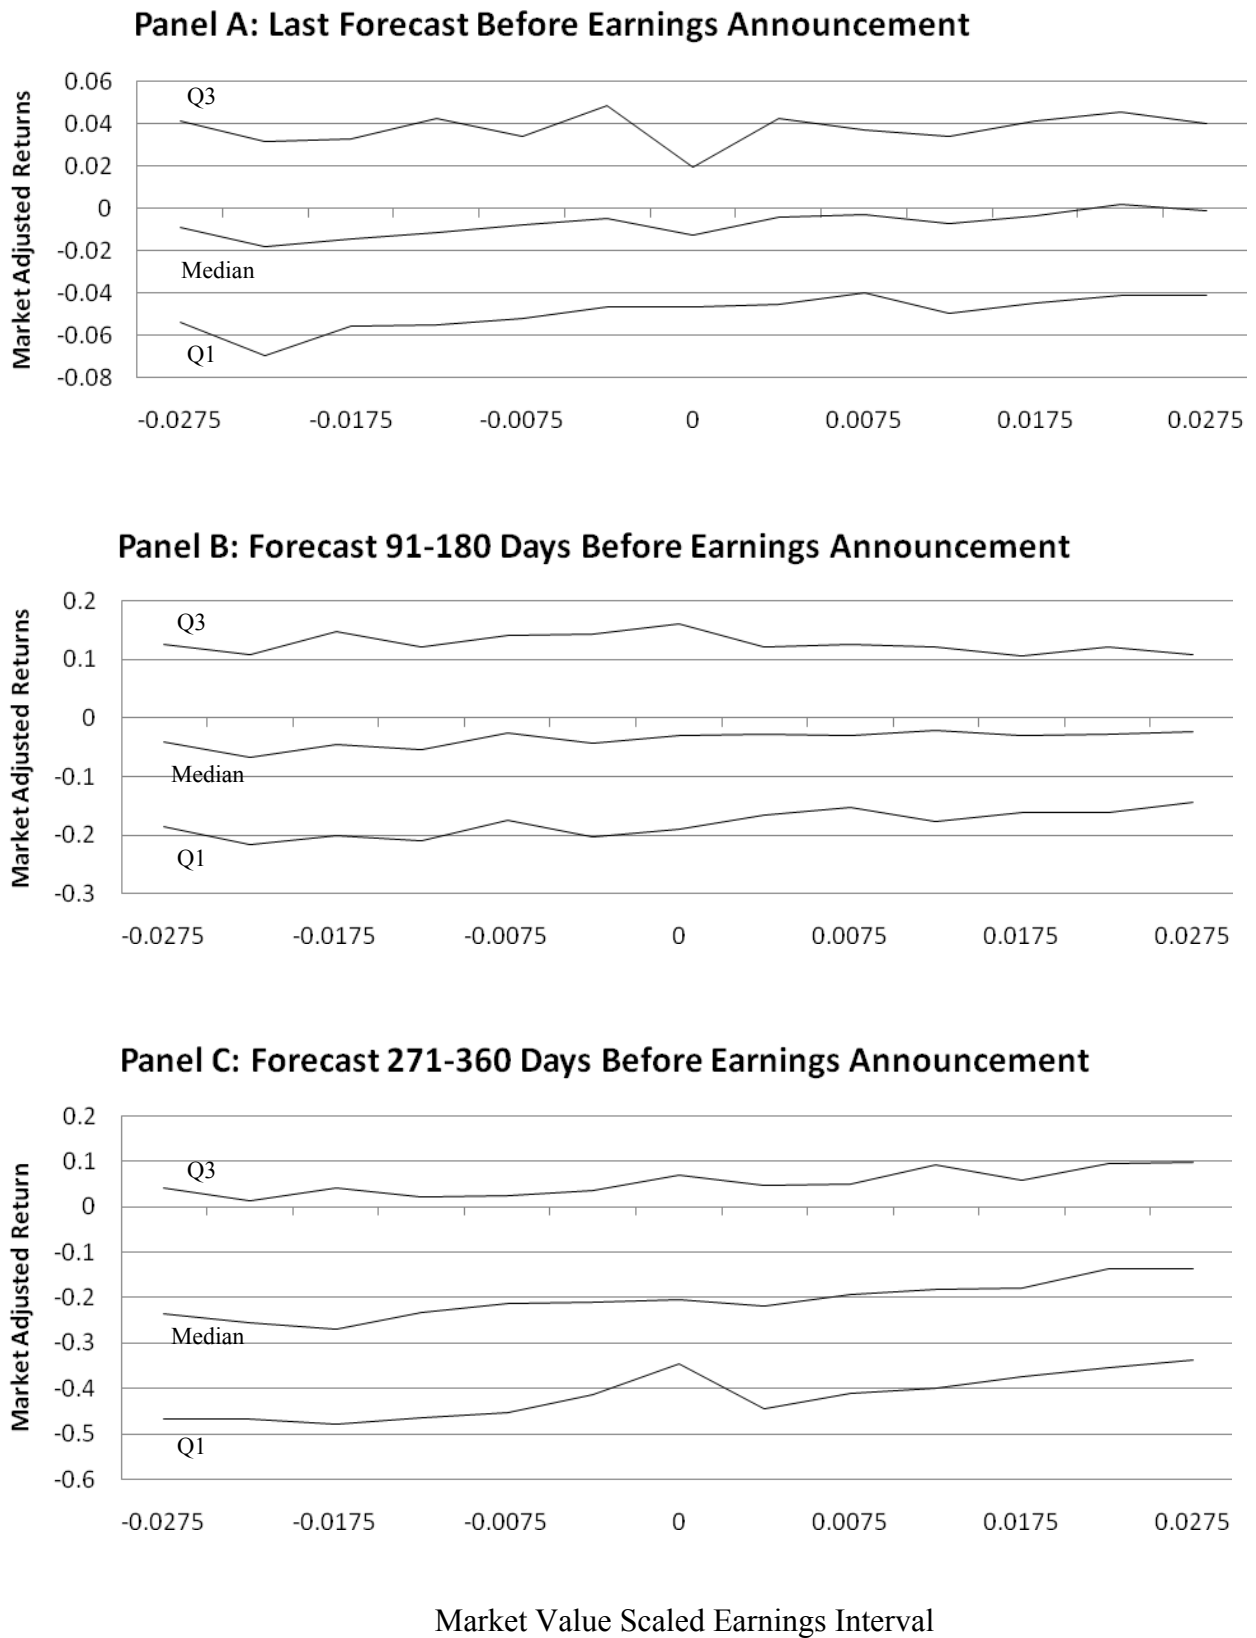 Panel A: Last Forecast Before Earnings Announcement
Market Adjusted Returns
0.06
0.04
0.02
0
-0.02
-0.04
-0.06
-0.08
Q3
Median
Q1
-0.0275 -0.0175 -0.0075 0 0.0075 0.0175 0.0275
Panel B: Forecast 91-180 Days Before Earnings Announcement
Market Adjusted Returns
0.2
0.1
0
-0.1
-0.2
-0.3
Q3
Median
Q1
-0.0275 -0.0175 -0.0075 0 0.0075 0.0175 0.0275
Panel C: Forecast 271-360 Days Before Earnings Announcement
Market Adjusted Return
0.2
0.1
0
-0.1
-0.2
-0.3
-0.4
-0.5
-0.6
Q3
Median
Q1
-0.0275 -0.0175 -0.0075 0 0.0075 0.0175 0.0275
Market Value Scaled Earnings Interval